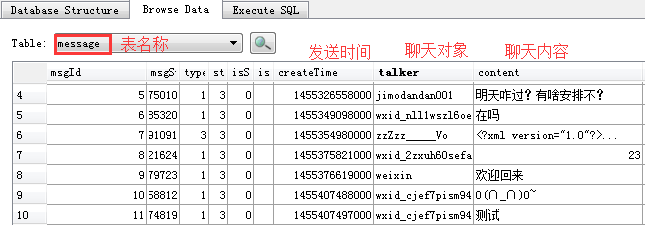 Database Structure Browse Data Execute SQL
Table: message 表名称 发送时间 聊天对象 聊天内容
msgId msgS type st isS is createTime talker content
4 5 75010 1 3 0 1455326558000 jimodandan001 明天咋过?有啥安排不?
5 6 35320 1 3 0 1455349098000 wxid_nlll1wszl6oe 在吗
6 7 91091 3 3 0 1455354980000 zzZzz_____Vo <?xml version="1.0"?>...
7 8 21624 1 3 0 1455375821000 wxid_2zxuh60sefa 23
8 9 79723 1 3 0 1455376619000 weixin 欢迎回来
9 10 58812 1 3 0 1455407488000 wxid_cjef7pism94 O(∩_∩)O~
10 11 74819 1 3 0 1455407497000 wxid_cjef7pism94 测试